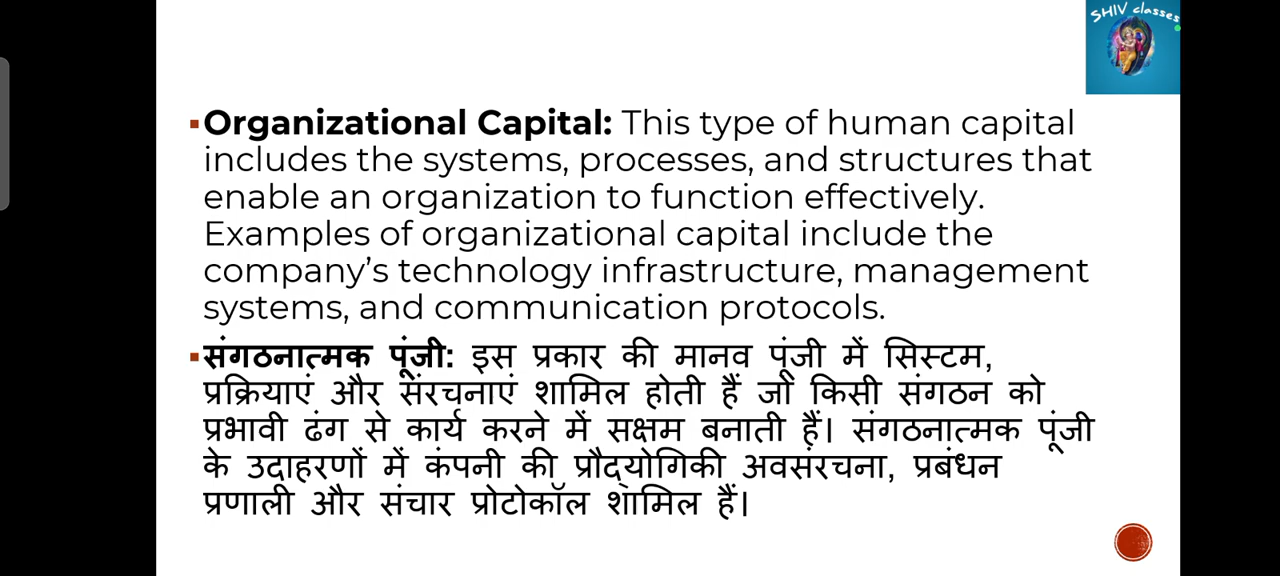 SHIV classes
Organizational Capital: This type of human capital
includes the systems, processes, and structures that
enable an organization to function effectively.
Examples of organizational capital include the
company’s technology infrastructure, management
systems, and communication protocols.
संगठनात्मक पूंजी: इस प्रकार की मानव पूंजी में सिस्टम,
प्रक्रियाएं और संरचनाएं शामिल होती हैं जो किसी संगठन को
प्रभावी ढंग से कार्य करने में सक्षम बनाती हैं। संगठनात्मक पूंजी
के उदाहरणों में कंपनी की प्रौद्योगिकी अवसंरचना, प्रबंधन
प्रणाली और संचार प्रोटोकॉल शामिल हैं।